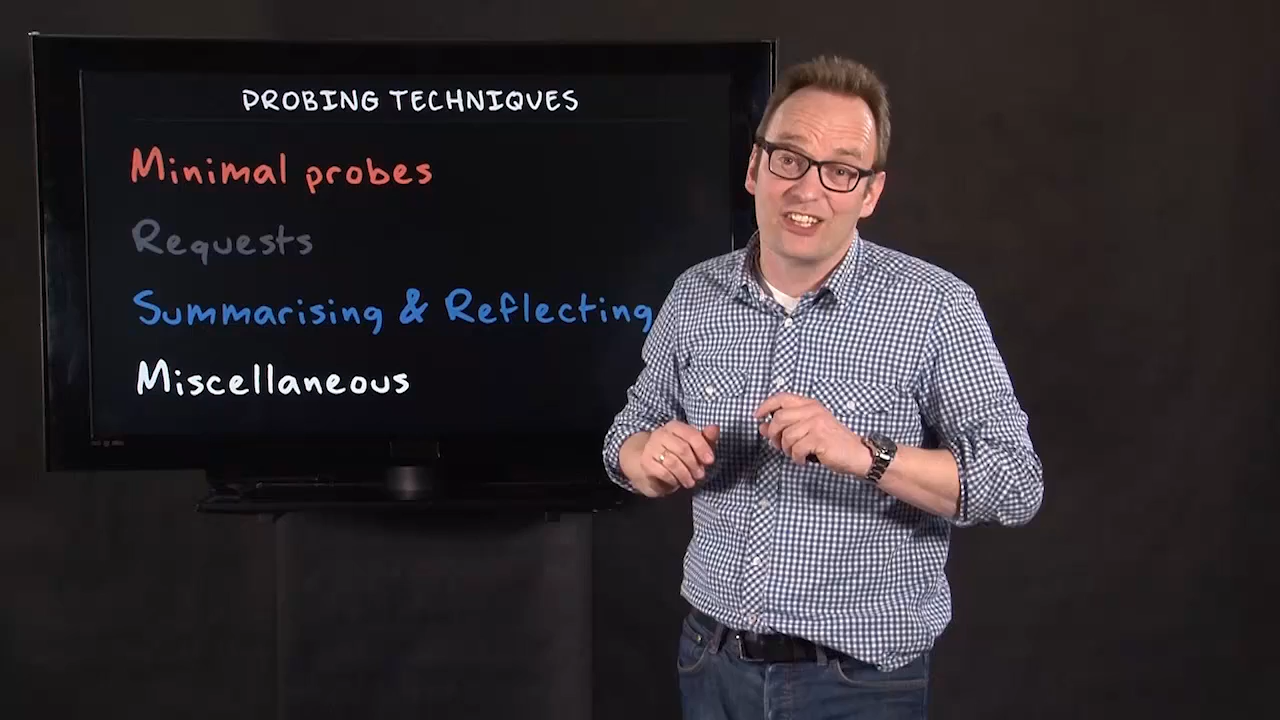 PROBING TECHNIQUES
Minimal probes
Requests
Summarising & Reflecting
Miscellaneous